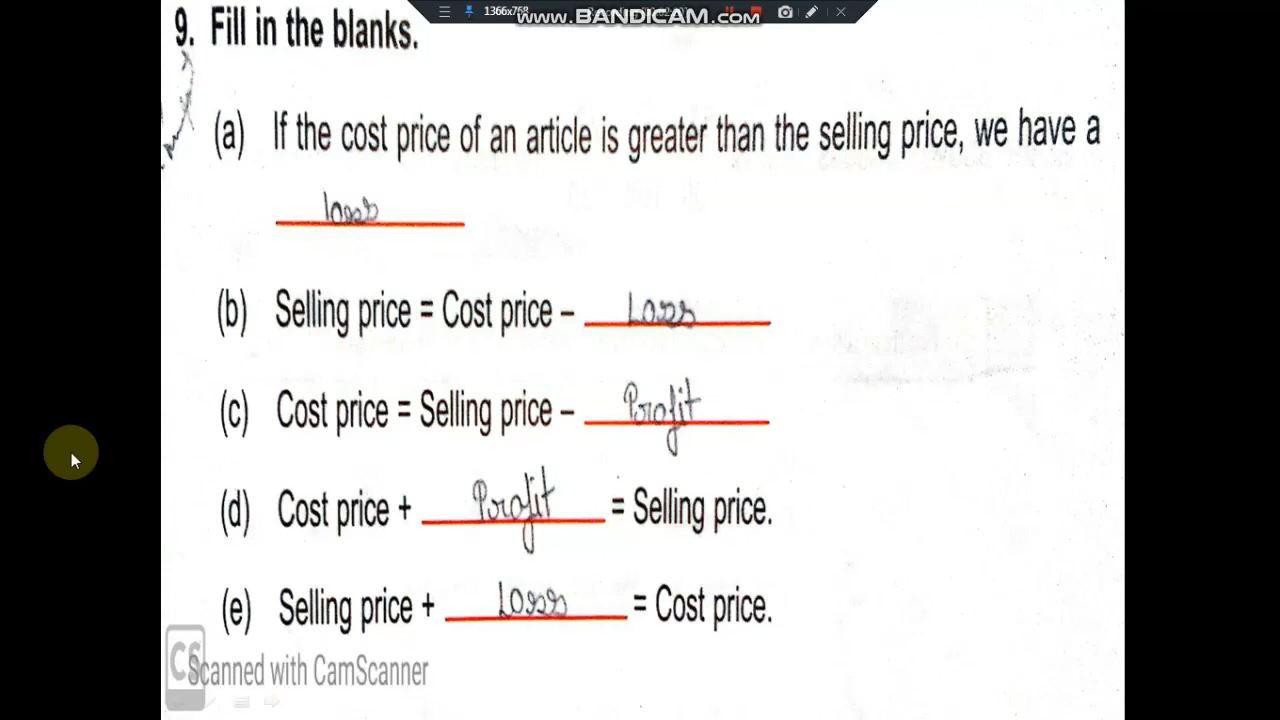 1366x768
www.BANDICAM.com
9. Fill in the blanks.
(a) If the cost price of an article is greater than the selling price, we have a
loss
(b) Selling price = Cost price – Loss
(c) Cost price = Selling price – Profit
(d) Cost price + Profit = Selling price.
(e) Selling price + Loss = Cost price.
CS Scanned with CamScanner